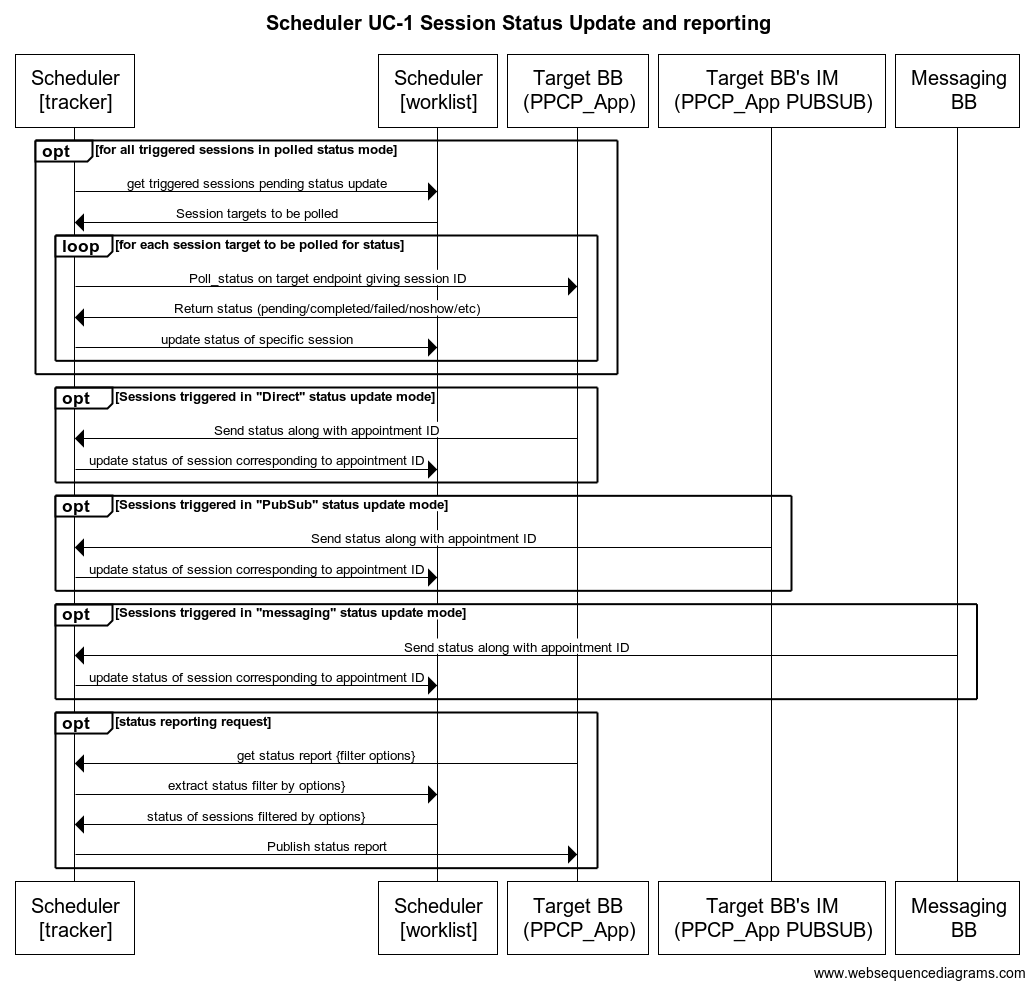 Scheduler UC-1 Session Status Update and reporting
Scheduler
[tracker]
Scheduler
[worklist]
Target BB
(PPCP_App)
Target BB's IM
(PPCP_App PUBSUB)
Messaging
BB
opt
[for all triggered sessions in polled status mode]
get triggered sessions pending status update
Session targets to be polled
loop
[for each session target to be polled for status]
Poll_status on target endpoint giving session ID
Return status (pending/completed/failed/noshow/etc)
update status of specific session
opt
[Sessions triggered in "Direct" status update mode]
Send status along with appointment ID
update status of session corresponding to appointment ID
opt
[Sessions triggered in "PubSub" status update mode]
Send status along with appointment ID
update status of session corresponding to appointment ID
opt
[Sessions triggered in "messaging" status update mode]
Send status along with appointment ID
update status of session corresponding to appointment ID
opt
[status reporting request]
get status report {filter options}
extract status filter by options}
status of sessions filtered by options}
Publish status report
Scheduler
[tracker]
Scheduler
[worklist]
Target BB
(PPCP_App)
Target BB's IM
(PPCP_App PUBSUB)
Messaging
BB
www.websequencediagrams.com